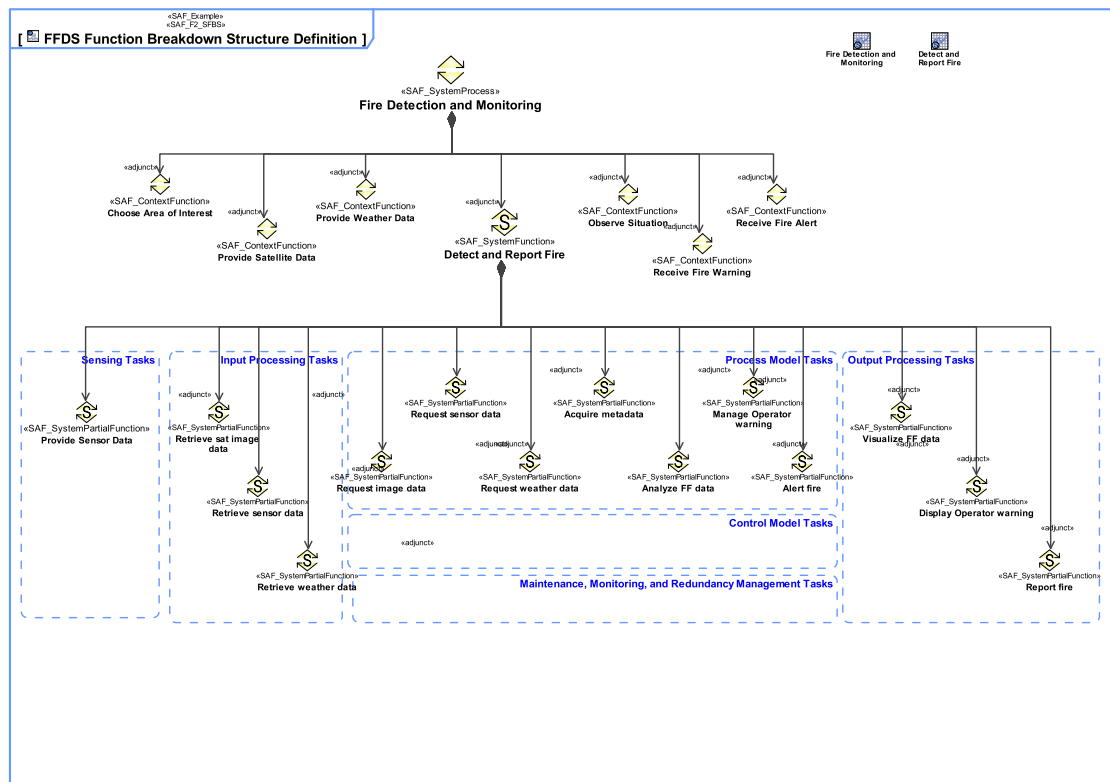 «SAF_Example»
«SAF_F2_SFBS»
[ FFDS Function Breakdown Structure Definition ]
Fire Detection and
Monitoring
Detect and
Report Fire
«SAF_SystemProcess»
Fire Detection and Monitoring
«adjunct»
«SAF_ContextFunction»
Choose Area of Interest
«adjunct»
«SAF_ContextFunction»
Provide Satellite Data
«adjunct»
«SAF_ContextFunction»
Provide Weather Data
«adjunct»
S
«SAF_SystemFunction»
Detect and Report Fire
«adjunct»
«SAF_ContextFunction»
Observe Situation
«adjunct»
«SAF_ContextFunction»
Receive Fire Warning
«adjunct»
«SAF_ContextFunction»
Receive Fire Alert
Sensing Tasks
S
«SAF_SystemPartialFunction»
Provide Sensor Data
Input Processing Tasks
«adjunct»
«adjunct»
S
«SAF_SystemPartialFunction»
Retrieve sat image
data
S
«SAF_SystemPartialFunction»
Retrieve sensor data
S
«SAF_SystemPartialFunction»
Retrieve weather data
Process Model Tasks
«adjunct»
S
«SAF_SystemPartialFunction»
Request sensor data
«adjunct»
S
«SAF_SystemPartialFunction»
Acquire metadata
«adjunct»
«adjunct»
S
«SAF_SystemPartialFunction»
Manage Operator
warning
«adjunct»
S
«SAF_SystemPartialFunction»
Request image data
«adjunct»
«adjunct»
S
«SAF_SystemPartialFunction»
Request weather data
«adjunct»
S
«SAF_SystemPartialFunction»
Analyze FF data
«adjunct»
S
«SAF_SystemPartialFunction»
Alert fire
Control Model Tasks
«adjunct»
Maintenance, Monitoring, and Redundancy Management Tasks
Output Processing Tasks
«adjunct»
S
«SAF_SystemPartialFunction»
Visualize FF data
«adjunct»
«adjunct»
S
«SAF_SystemPartialFunction»
Display Operator warning
«adjunct»
S
«SAF_SystemPartialFunction»
Report fire